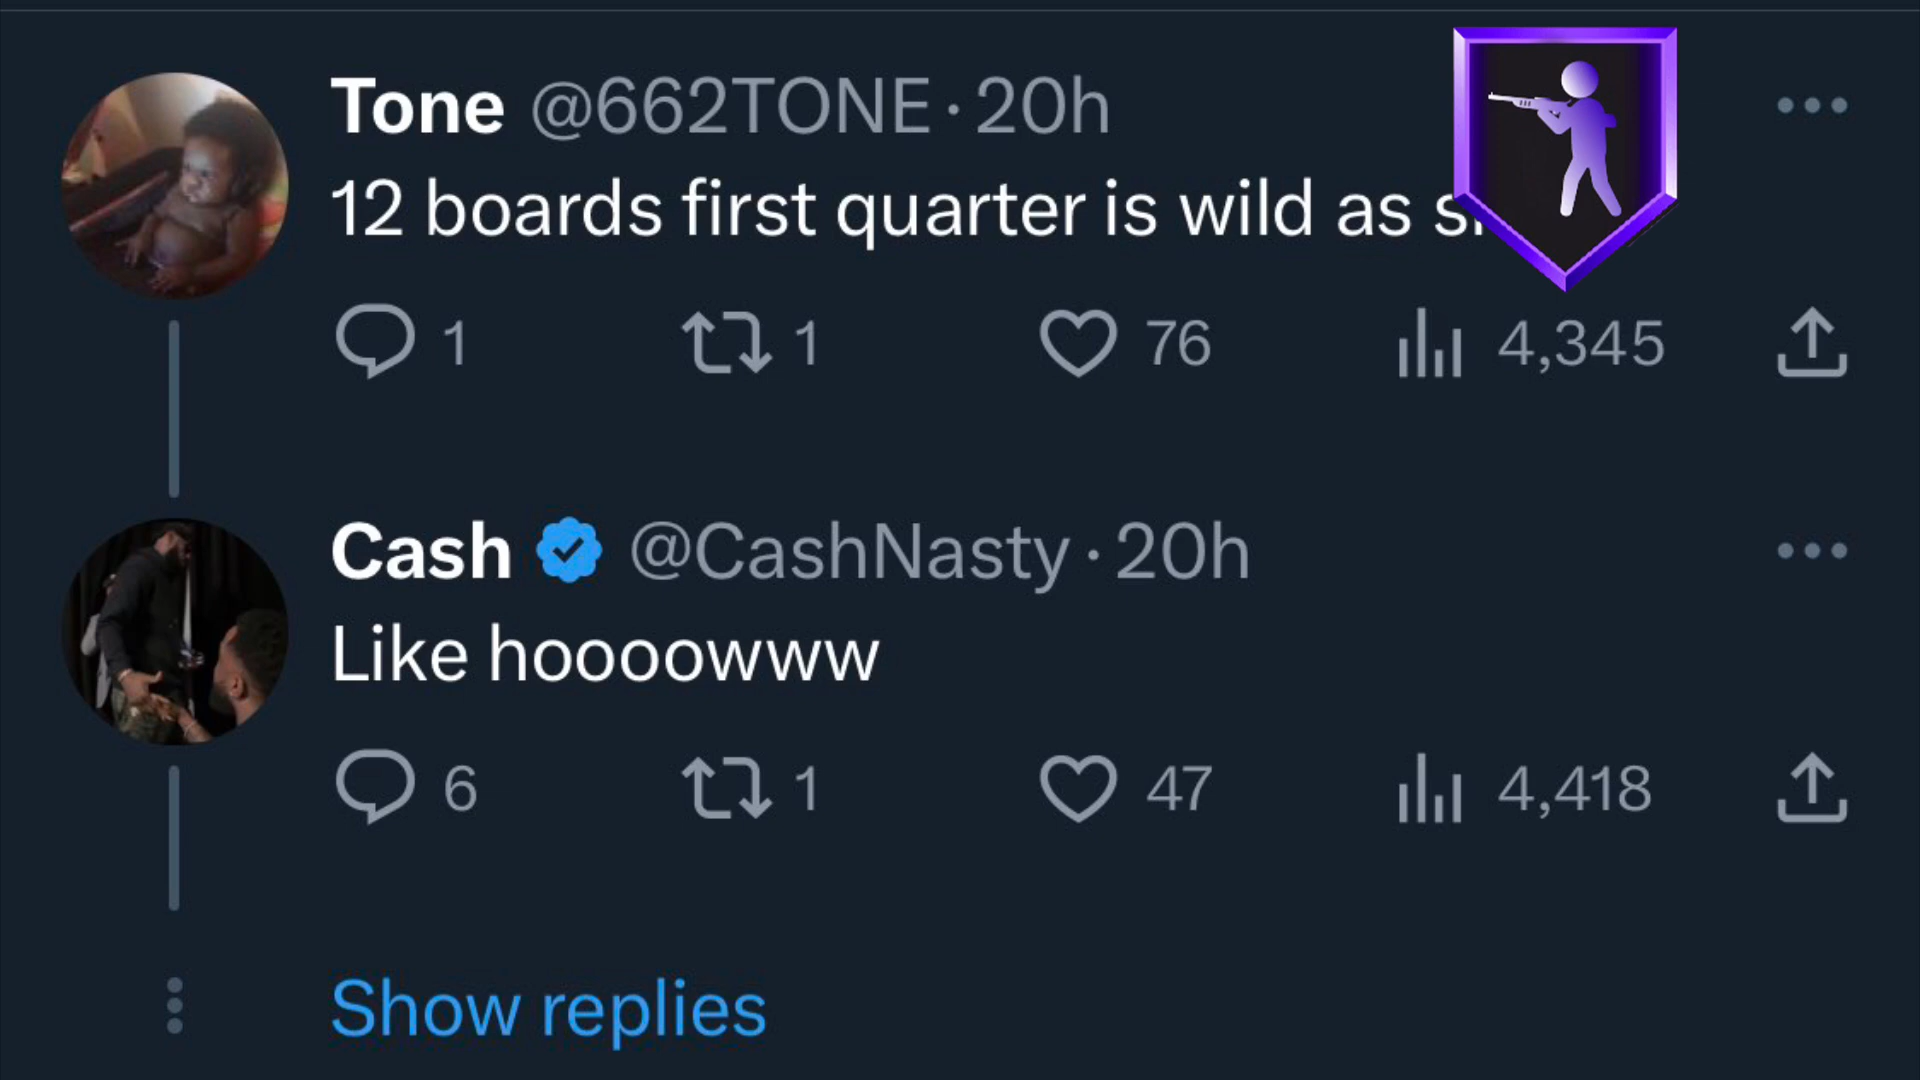 Tone @662TONE · 20h
12 boards first quarter is wild as
1 1 76 4,345
Cash @CashNasty · 20h
Like hoooowww
6 1 47 4,418
Show replies